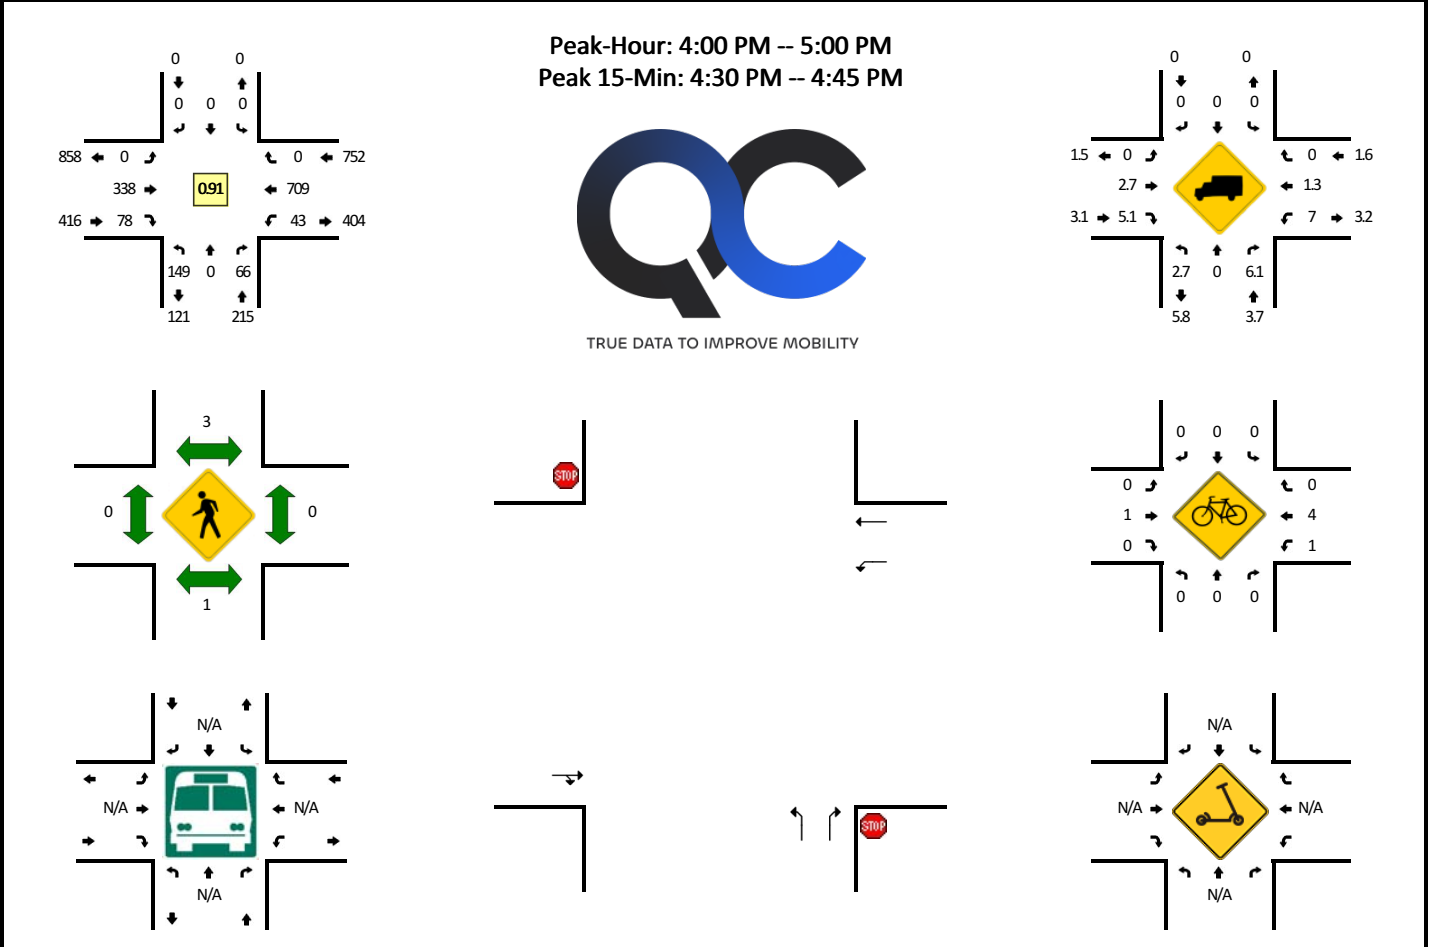 Peak-Hour: 4:00 PM -- 5:00 PM
Peak 15-Min: 4:30 PM -- 4:45 PM
0 0
0 0 0
858 0 0 752
338 0.91 709
416 78 43 404
149 0 66
121 215
QC
TRUE DATA TO IMPROVE MOBILITY
0 0
0 0 0
1.5 0 0 1.6
2.7 1.3
3.1 5.1 7 3.2
2.7 0 6.1
5.8 3.7
3
0 0
1
STOP
STOP
0 0 0
0 0
1 4
0 1
0 0 0
N/A
N/A N/A
N/A
N/A
N/A N/A
N/A